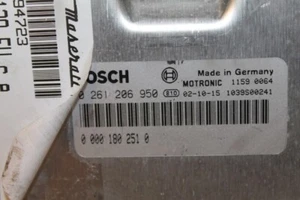 94723
Maserati
BOSCH
Made in Germany
0 261 206 950
MOTRONIC 1159 0064
02-10-15 1039S00241
0 000 180 251 0